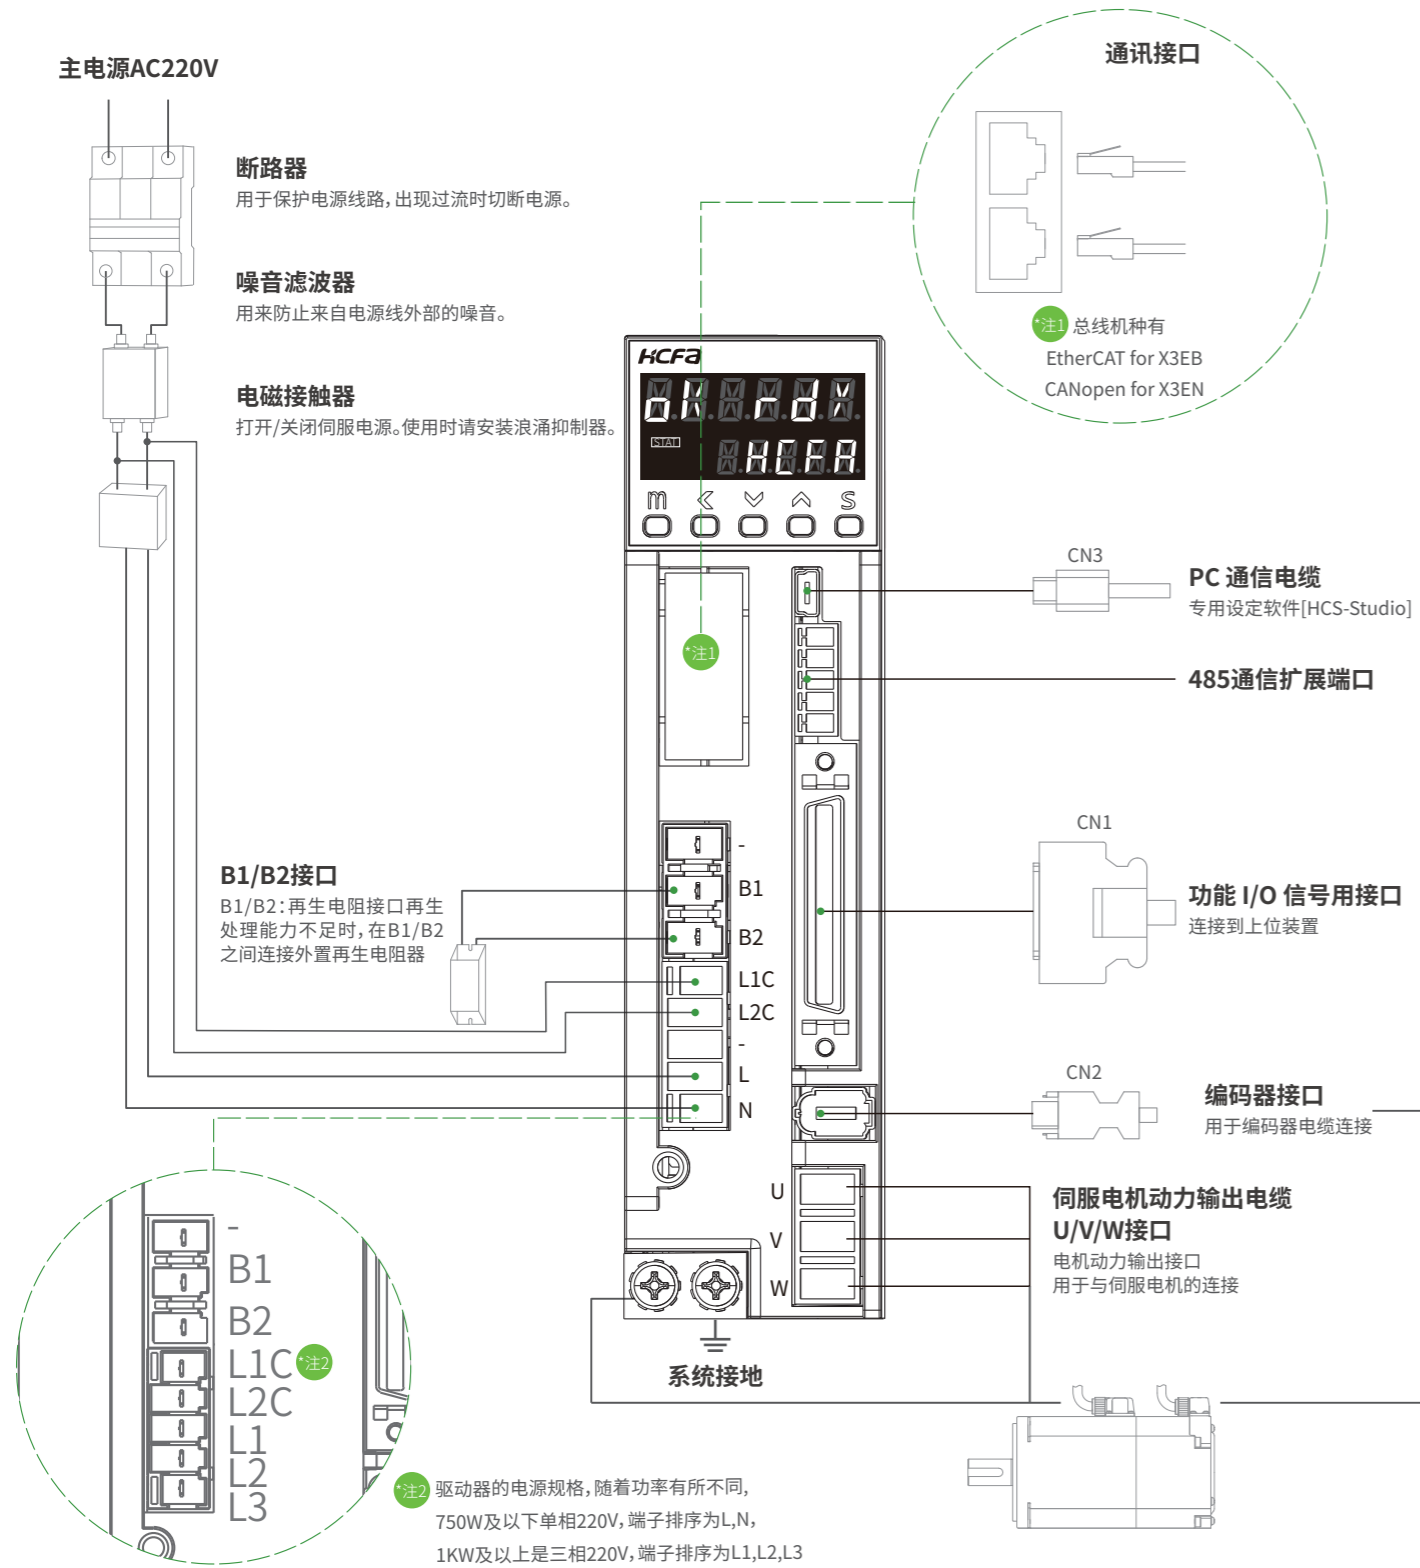 主电源AC220V
断路器
用于保护电源线路，出现过流时切断电源。
噪音滤波器
用来防止来自电源线外部的噪音。
电磁接触器
打开/关闭伺服电源。使用时请安装浪涌抑制器。
通讯接口
*注1 总线机种有
EtherCAT for X3EB
CANopen for X3EN
HCFA
oK rdY
STAT
HCFA
m
S
*注1
CN3
PC 通信电缆
专用设定软件[HCS-Studio]
485通信扩展端口
CN1
功能 I/O 信号用接口
连接到上位装置
B1/B2接口
B1/B2：再生电阻接口再生
处理能力不足时，在B1/B2
之间连接外置再生电阻器
-
B1
B2
L1C
L2C
-
L
N
CN2
编码器接口
用于编码器电缆连接
U
V
W
伺服电机动力输出电缆
U/V/W接口
电机动力输出接口
用于与伺服电机的连接
系统接地
-
B1
B2
L1C *注2
L2C
L1
L2
L3
*注2 驱动器的电源规格，随着功率有所不同，
750W及以下单相220V，端子排序为L,N，
1KW及以上是三相220V，端子排序为L1,L2,L3